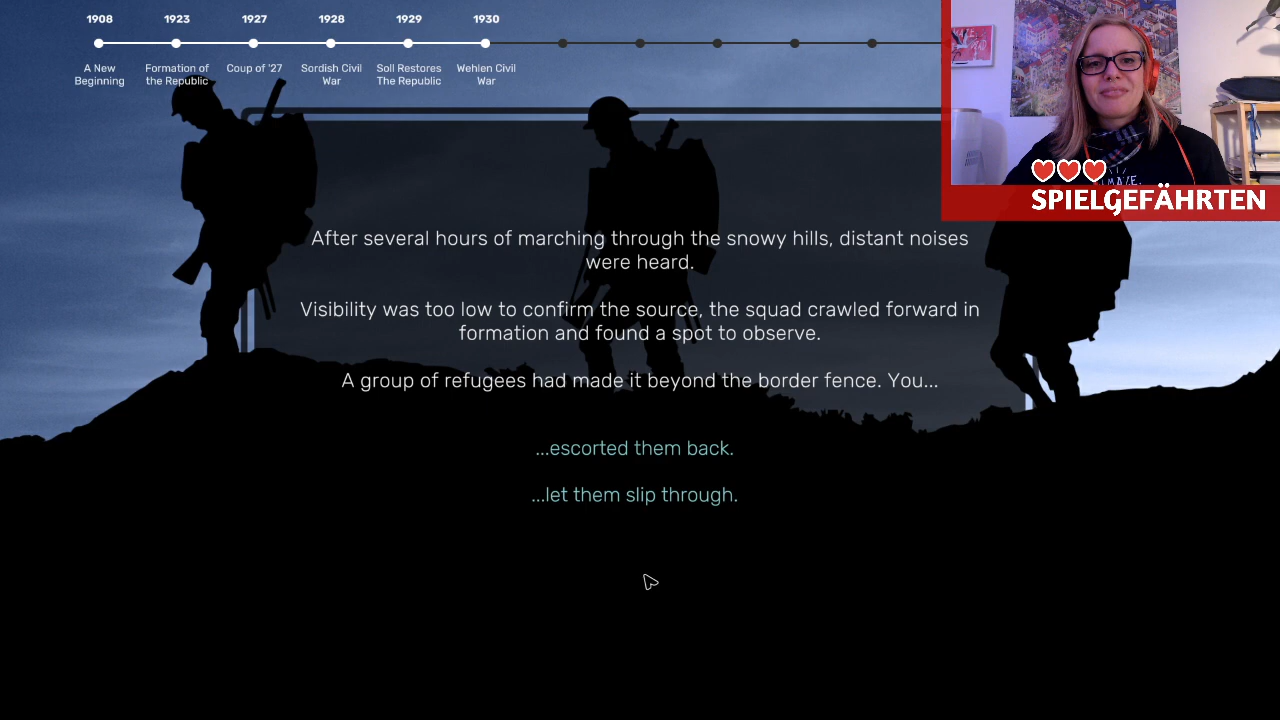 1908
1923
1927
1928
1929
1930
A New
Beginning
Formation of
the Republic
Coup of '27
Sordish Civil
War
Soll Restores
The Republic
Wehlen Civil
War
SPIELGEFÄHRTEN
After several hours of marching through the snowy hills, distant noises
were heard.
Visibility was too low to confirm the source, the squad crawled forward in
formation and found a spot to observe.
A group of refugees had made it beyond the border fence. You...
...escorted them back.
...let them slip through.